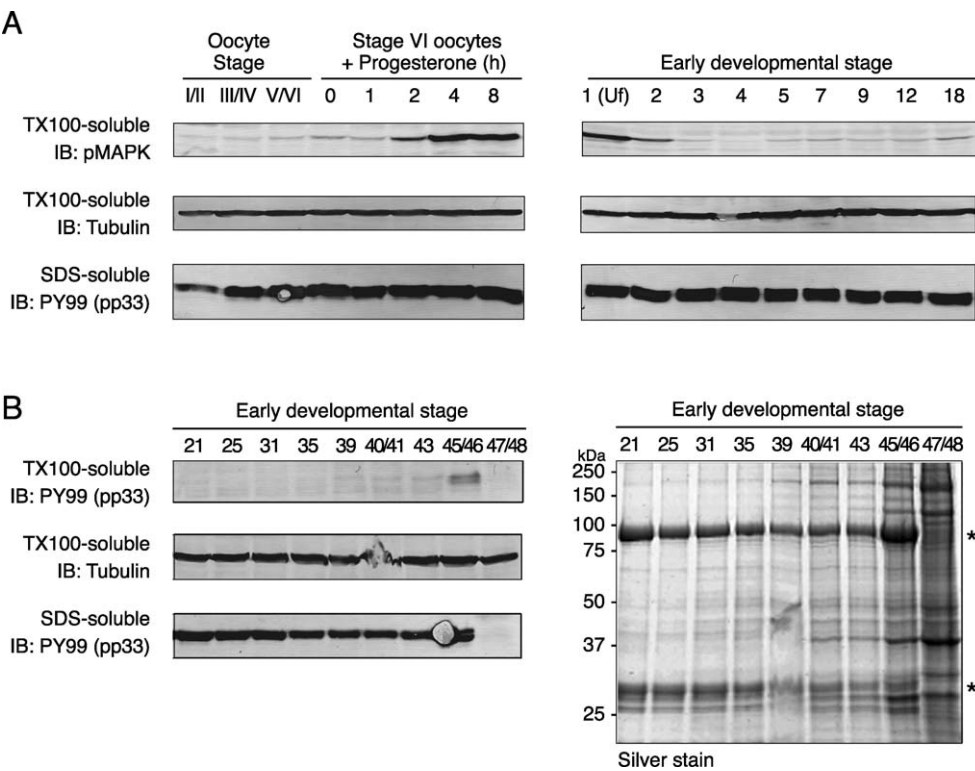 A
Oocyte
Stage
Stage VI oocytes
+ Progesterone (h)
Early developmental stage
I/II III/IV V/VI 0 1 2 4 8
1 (Uf) 2 3 4 5 7 9 12 18
TX100-soluble
IB: pMAPK
TX100-soluble
IB: Tubulin
SDS-soluble
IB: PY99 (pp33)
B
Early developmental stage
21 25 31 35 39 40/41 43 45/46 47/48
TX100-soluble
IB: PY99 (pp33)
TX100-soluble
IB: Tubulin
SDS-soluble
IB: PY99 (pp33)
Early developmental stage
21 25 31 35 39 40/41 43 45/46 47/48
kDa
250
150
100
*
75
50
37
*
25
Silver stain